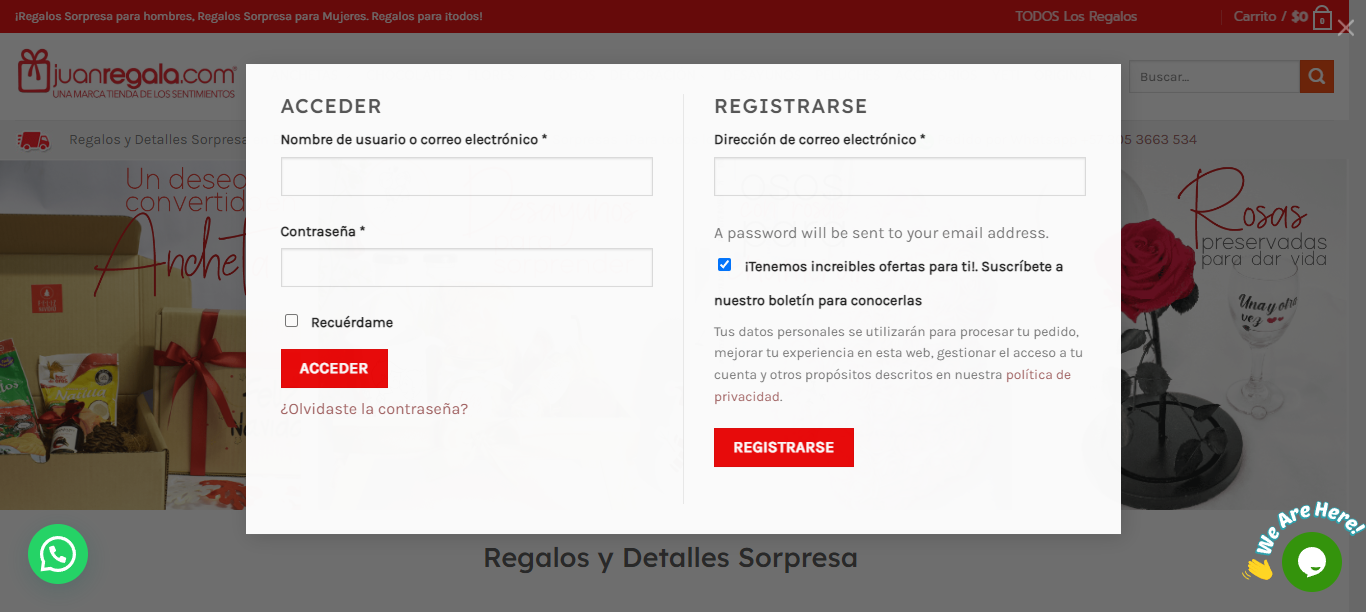 ¡Regalos Sorpresa para hombres, Regalos Sorpresa para Mujeres. Regalos para ¡todos!
TODOS Los Regalos
Carrito / $0
0
juanregala.com
UNA MARCA TIENDA DE LOS SENTIMIENTOS
Buscar...
Regalos y Detalles Sorpresa
05 3663 534
Un deseo
convertid
Anchet
Rosas
preservadas
para dar vida
Una y otra
vez
ACCEDER
Nombre de usuario o correo electrónico *
Contraseña *
Recuérdame
ACCEDER
¿Olvidaste la contraseña?
REGISTRARSE
Dirección de correo electrónico *
A password will be sent to your email address.
¡Tenemos increibles ofertas para ti!. Suscríbete a
nuestro boletín para conocerlas
Tus datos personales se utilizarán para procesar tu pedido,
mejorar tu experiencia en esta web, gestionar el acceso a tu
cuenta y otros propósitos descritos en nuestra política de
privacidad.
REGISTRARSE
Regalos y Detalles Sorpresa
We Are Here!